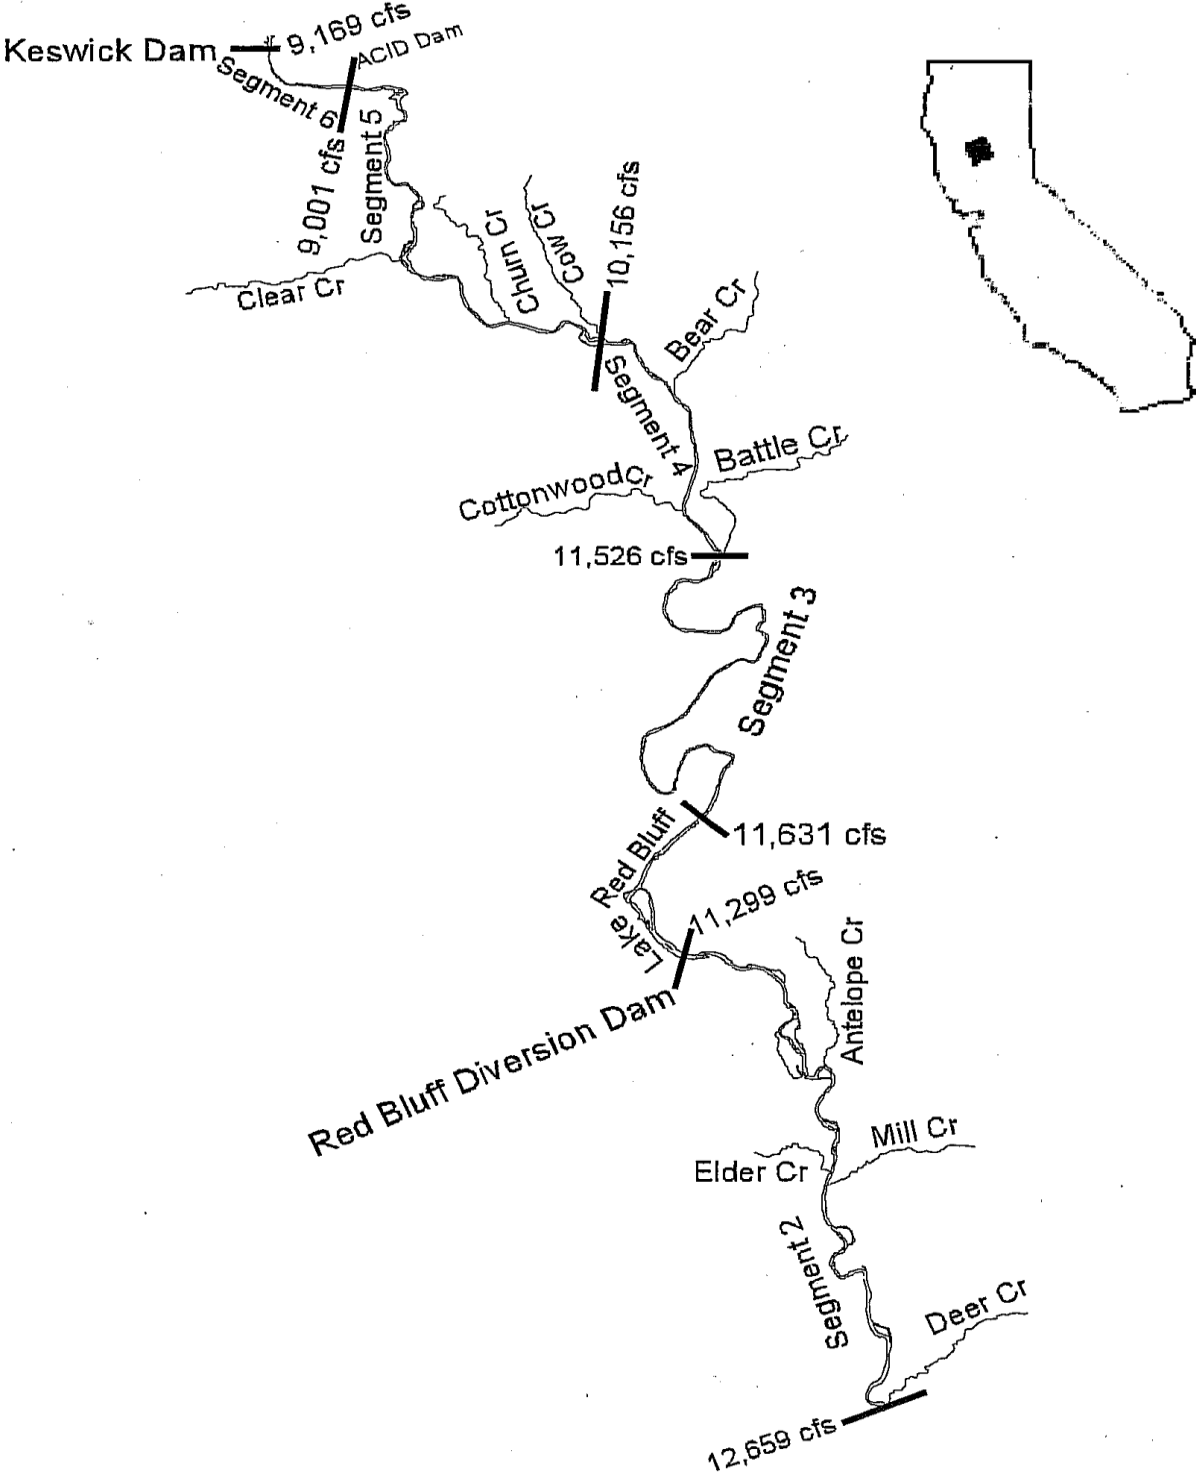 9,169 cfs
Keswick Dam
ACID Dam
Segment 6
9,001 cfs
Segment 5
Clear Cr
Churn Cr
Cow Cr
10,156 cfs
Bear Cr
Segment 4
Battle Cr
Cottonwood Cr
11,526 cfs
Segment 3
11,631 cfs
Lake Red Bluff
11,299 cfs
Red Bluff Diversion Dam
Antelope Cr
Mill Cr
Elder Cr
Segment 2
Deer Cr
12,659 cfs